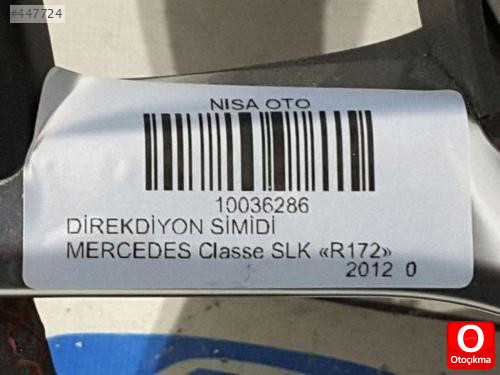 #447724
NISA OTO
10036286
DİREKDİYON SİMİDİ
MERCEDES Classe SLK «R172»
2012 0
Otoçıkma